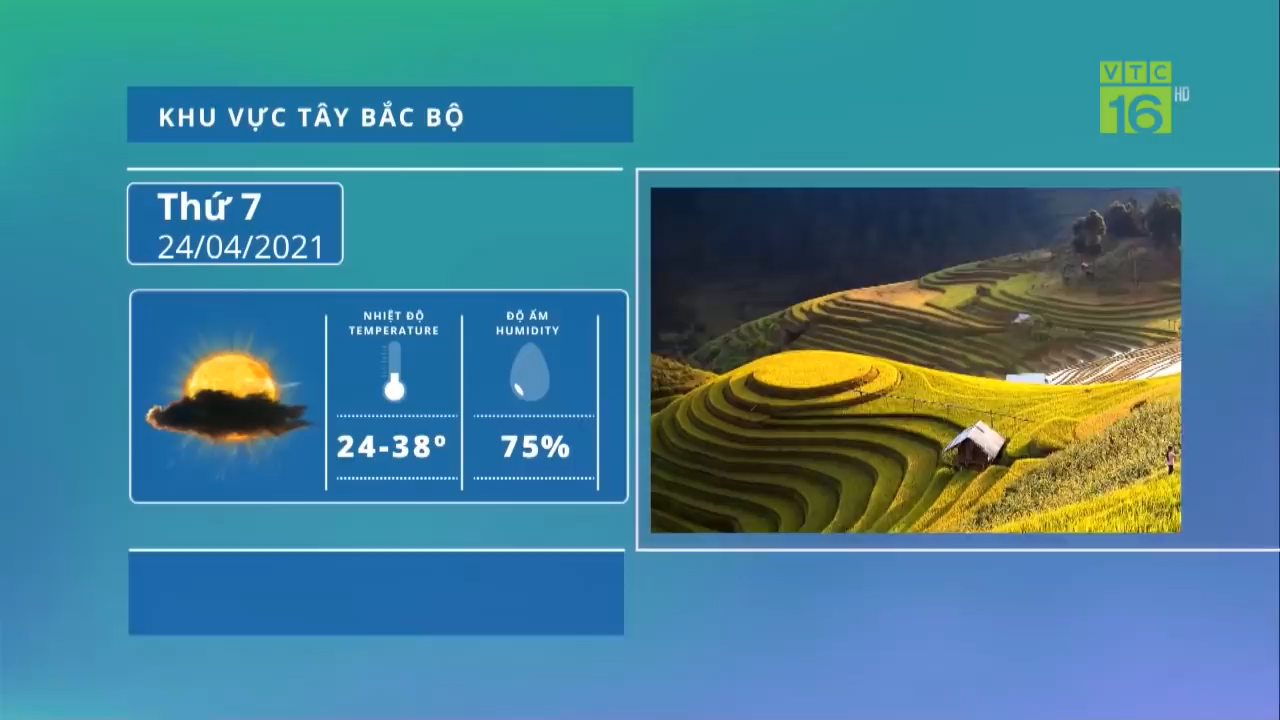 KHU VỰC TÂY BẮC BỘ
VTC
16 HD
Thứ 7
24/04/2021
NHIỆT ĐỘ
TEMPERATURE
24-38º
ĐỘ ẨM
HUMIDITY
75%